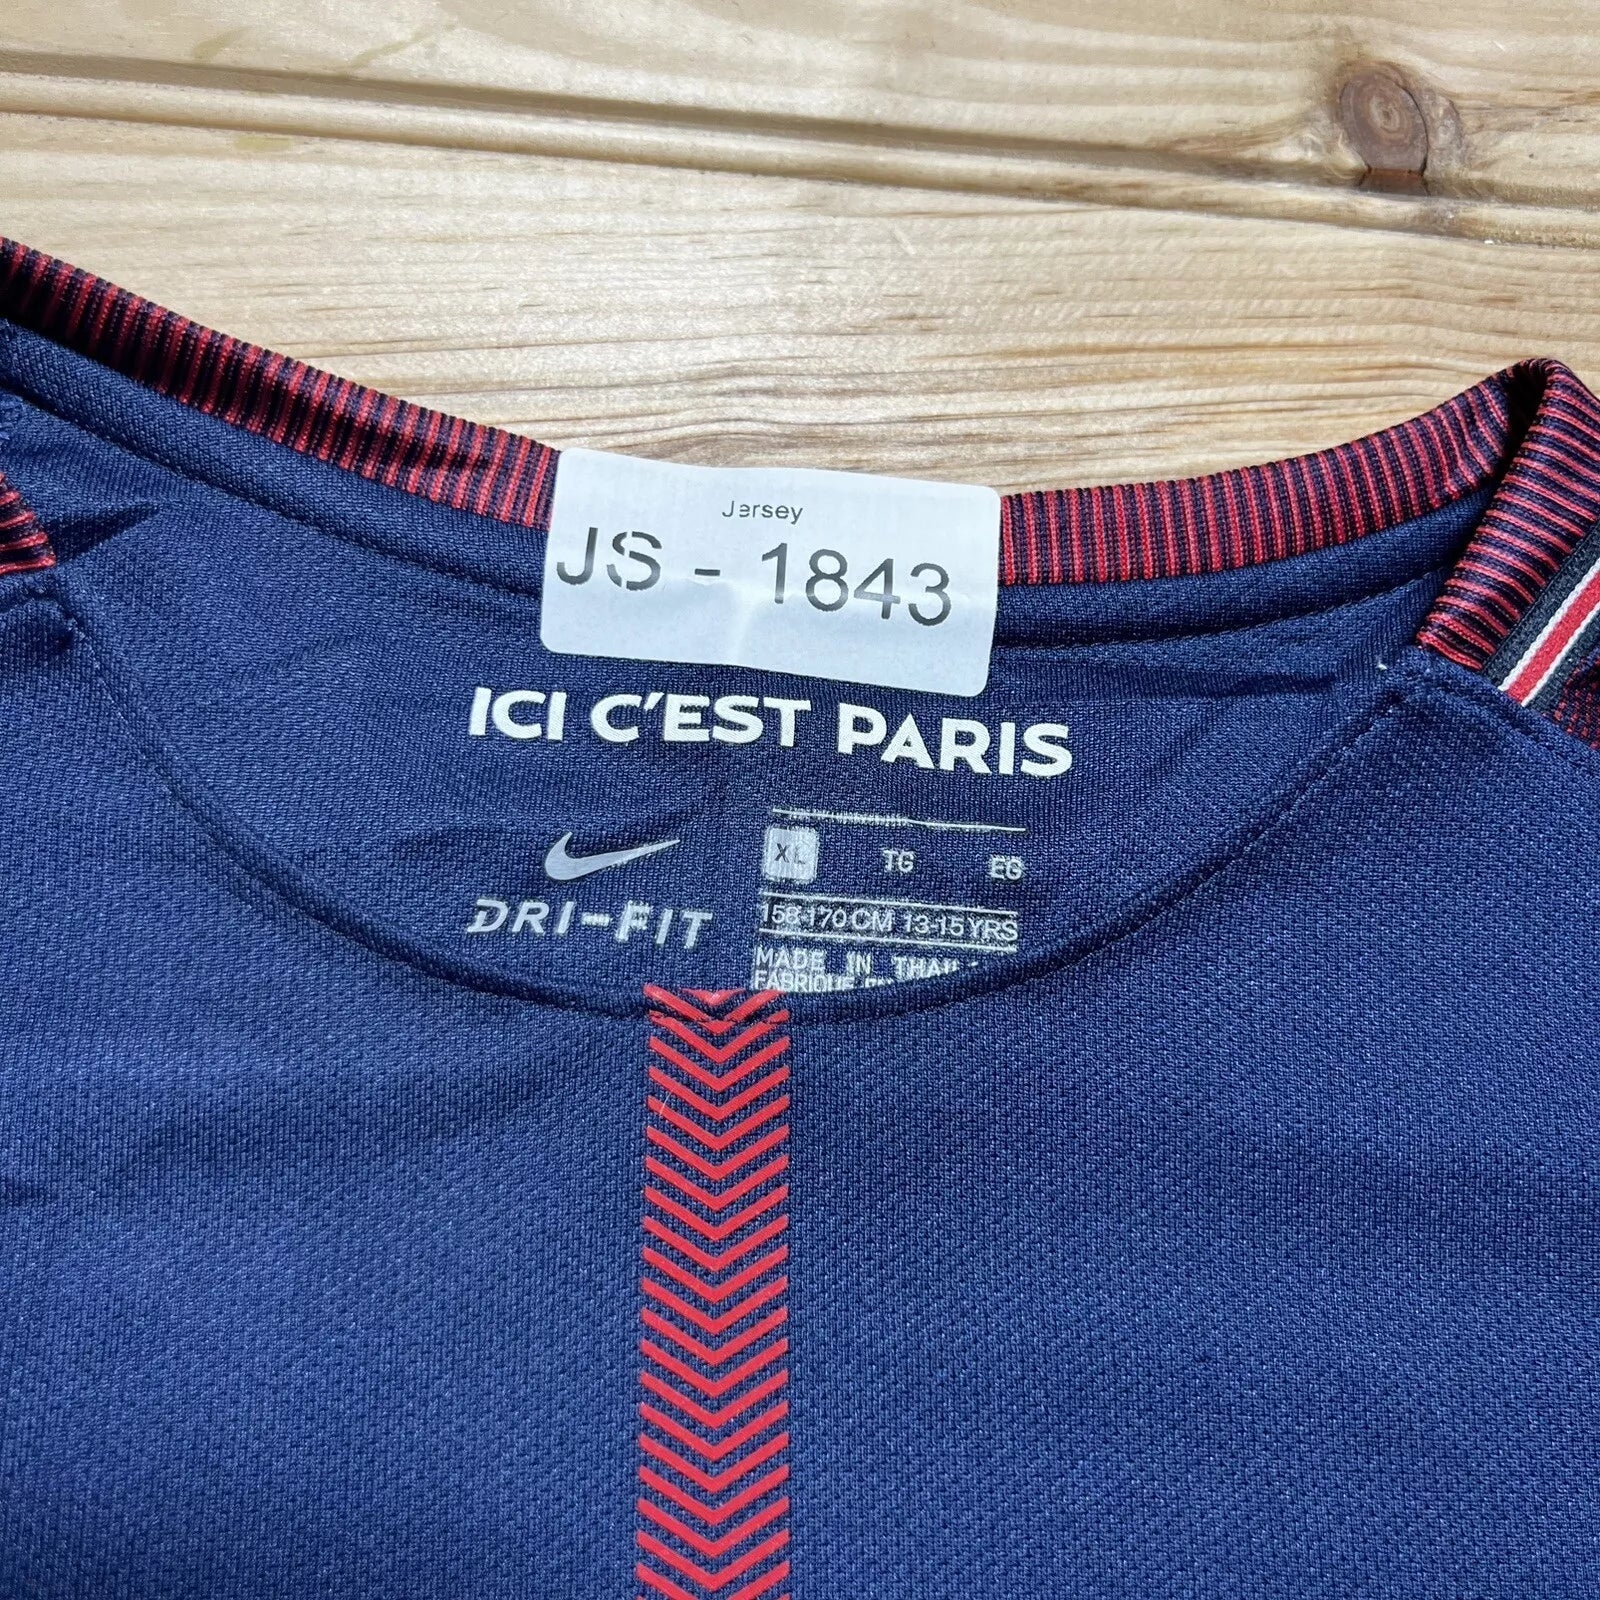 Jersey
JS - 1843
ICI C'EST PARIS
XL TG EG
DRI-FIT
158-170 CM 13-15 YRS
MADE IN
FABRIQUE